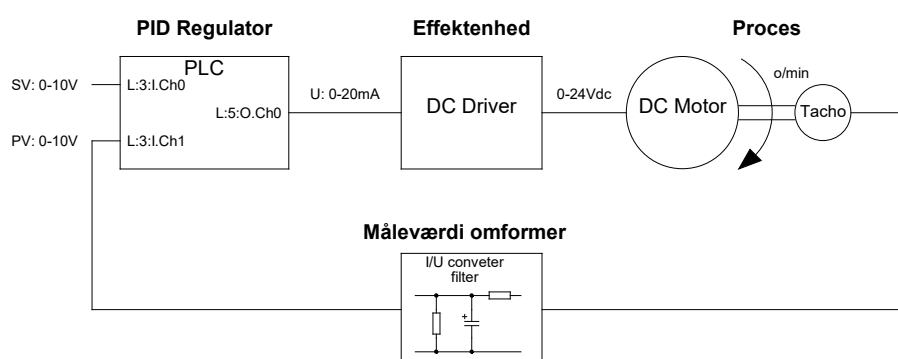 PID Regulator
Effektenhed
Proces
PLC
o/min
SV: 0-10V
L:3:I.Ch0
U: 0-20mA
DC Driver
0-24Vdc
DC Motor
Tacho
L:5:O.Ch0
PV: 0-10V
L:3:I.Ch1
Måleværdi omformer
I/U conveter
filter
+